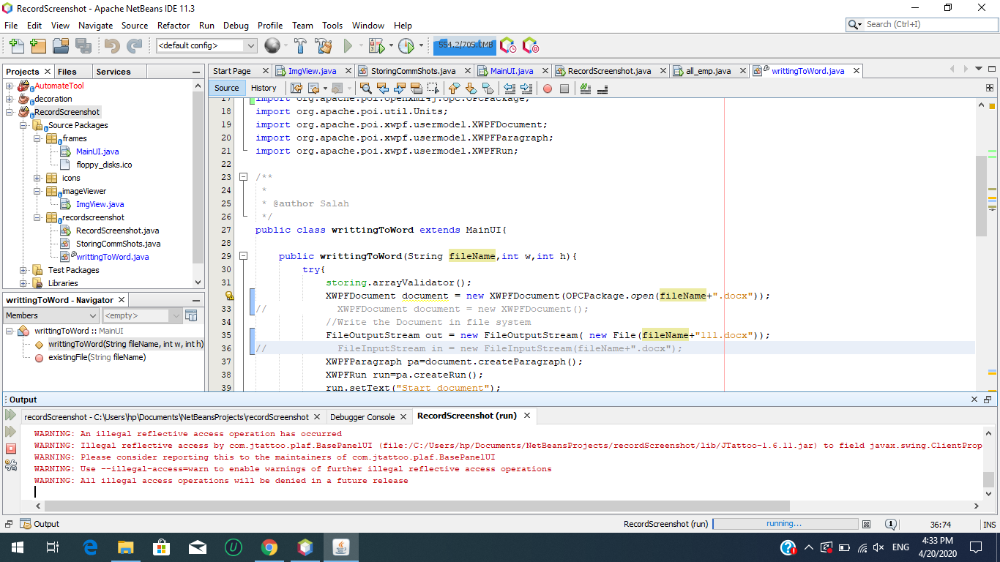 RecordScreenshot - Apache NetBeans IDE 11.3
File Edit View Navigate Source Refactor Run Debug Profile Team Tools Window Help
Search (Ctrl+I)
<default config>
554.2/705.0MB
Projects Files Services
AutomateTool
decoration
RecordScreenshot
Source Packages
frames
MainUI.java
floppy_disks.ico
icons
imageViewer
ImgView.java
recordscreenshot
RecordScreenshot.java
StoringCommShots.java
writtingToWord.java
Test Packages
Libraries
writtingToWord - Navigator
Members <empty>
writtingToWord :: MainUI
writtingToWord(String fileName, int w, int h)
existingFile(String fileName)
Start Page ImgView.java StoringCommShots.java MainUI.java RecordScreenshot.java all_emp.java writtingToWord.java
Source History
17 import org.apache.poi.openxml4j.opc.OPCPackage;
18 import org.apache.poi.util.Units;
19 import org.apache.poi.xwpf.usermodel.XWPFDocument;
20 import org.apache.poi.xwpf.usermodel.XWPFParagraph;
21 import org.apache.poi.xwpf.usermodel.XWPFRun;
22
23 /**
24 *
25 * @author Salah
26 */
27 public class writtingToWord extends MainUI{
28
29 public writtingToWord(String fileName,int w,int h){
30 try{
31 storing.arrayValidator();
XWPFDocument document = new XWPFDocument(OPCPackage.open(fileName+".docx"));
33 // XWPFDocument document = new XWPFDocument();
34 //Write the Document in file system
35 FileOutputStream out = new FileOutputStream( new File(fileName+"111.docx"));
36 // FileInputStream in = new FileInputStream(fileName+".docx");
37 XWPFParagraph pa=document.createParagraph();
38 XWPFRun run=pa.createRun();
39 run.setText("Start document");
Output
recordScreenshot - C:\Users\hp\Documents\NetBeansProjects\recordScreenshot Debugger Console RecordScreenshot (run)
WARNING: An illegal reflective access operation has occurred
WARNING: Illegal reflective access by com.jtattoo.plaf.BasePanelUI (file:/C:/Users/hp/Documents/NetBeansProjects/recordScreenshot/lib/JTattoo-1.6.11.jar) to field javax.swing.ClientProp
WARNING: Please consider reporting this to the maintainers of com.jtattoo.plaf.BasePanelUI
WARNING: Use --illegal-access=warn to enable warnings of further illegal reflective access operations
WARNING: All illegal access operations will be denied in a future release
Output RecordScreenshot (run) running... 1 36:74 INS
ENG 4:33 PM
4/20/2020